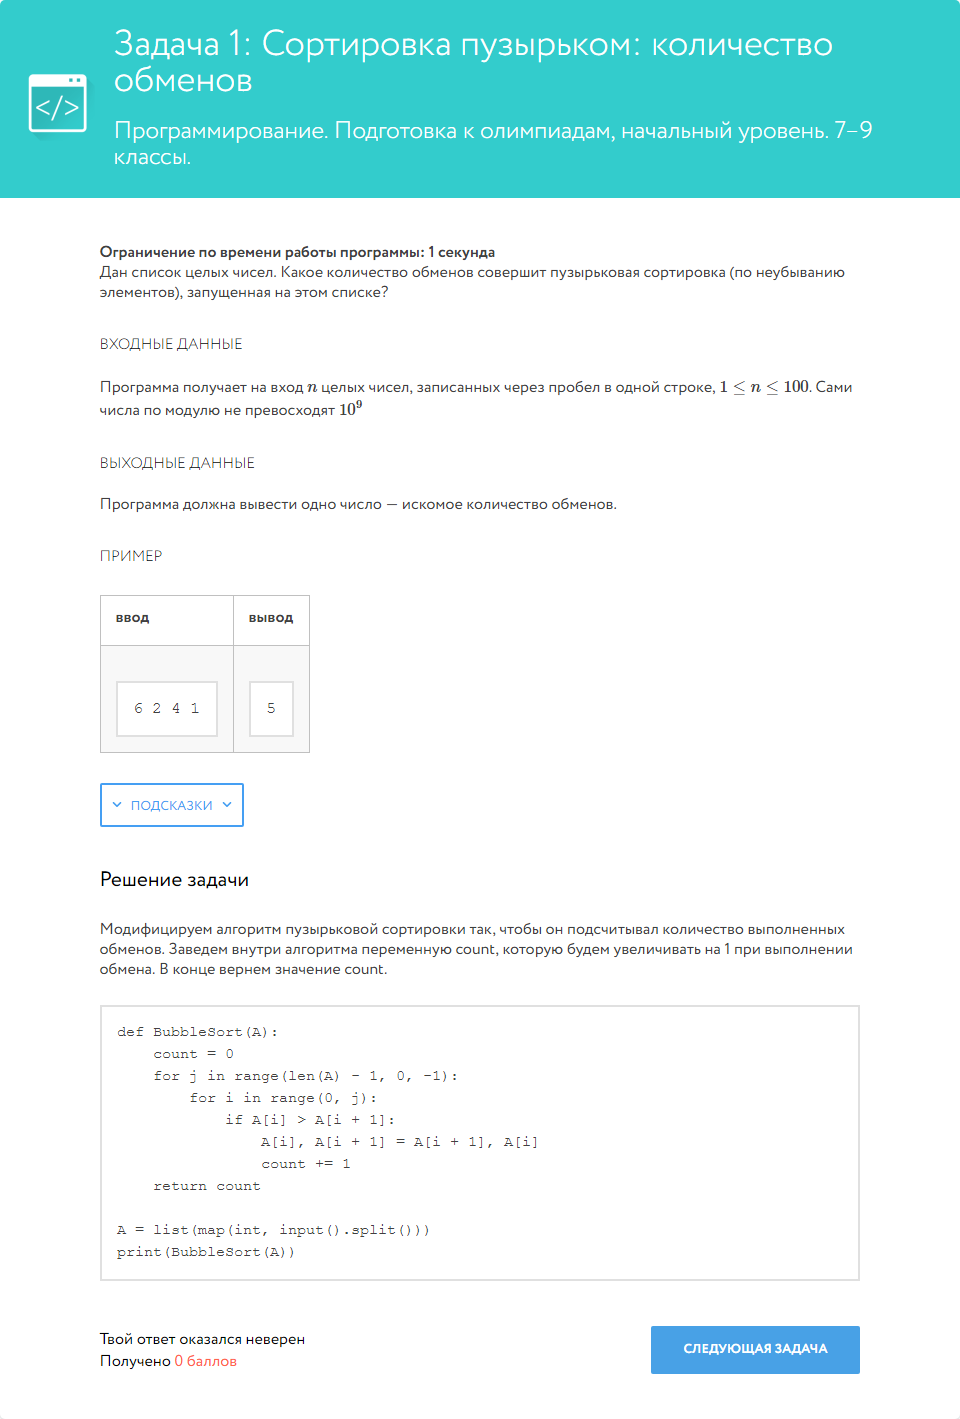 Задача 1: Сортировка пузырьком: количество
обменов
</>
Программирование. Подготовка к олимпиадам, начальный уровень. 7–9
классы.
Ограничение по времени работы программы: 1 секунда
Дан список целых чисел. Какое количество обменов совершит пузырьковая сортировка (по неубыванию
элементов), запущенная на этом списке?
ВХОДНЫЕ ДАННЫЕ
Программа получает на вход n целых чисел, записанных через пробел в одной строке, 1 ≤ n ≤ 100. Сами
числа по модулю не превосходят 10⁹
ВЫХОДНЫЕ ДАННЫЕ
Программа должна вывести одно число — искомое количество обменов.
ПРИМЕР
ввод вывод
6 2 4 1 5
ПОДСКАЗКИ
Решение задачи
Модифицируем алгоритм пузырьковой сортировки так, чтобы он подсчитывал количество выполненных
обменов. Заведем внутри алгоритма переменную count, которую будем увеличивать на 1 при выполнении
обмена. В конце вернем значение count.
def BubbleSort(A):
    count = 0
    for j in range(len(A) - 1, 0, -1):
        for i in range(0, j):
            if A[i] > A[i + 1]:
                A[i], A[i + 1] = A[i + 1], A[i]
                count += 1
    return count
A = list(map(int, input().split()))
print(BubbleSort(A))
Твой ответ оказался неверен
Получено 0 баллов
СЛЕДУЮЩАЯ ЗАДАЧА